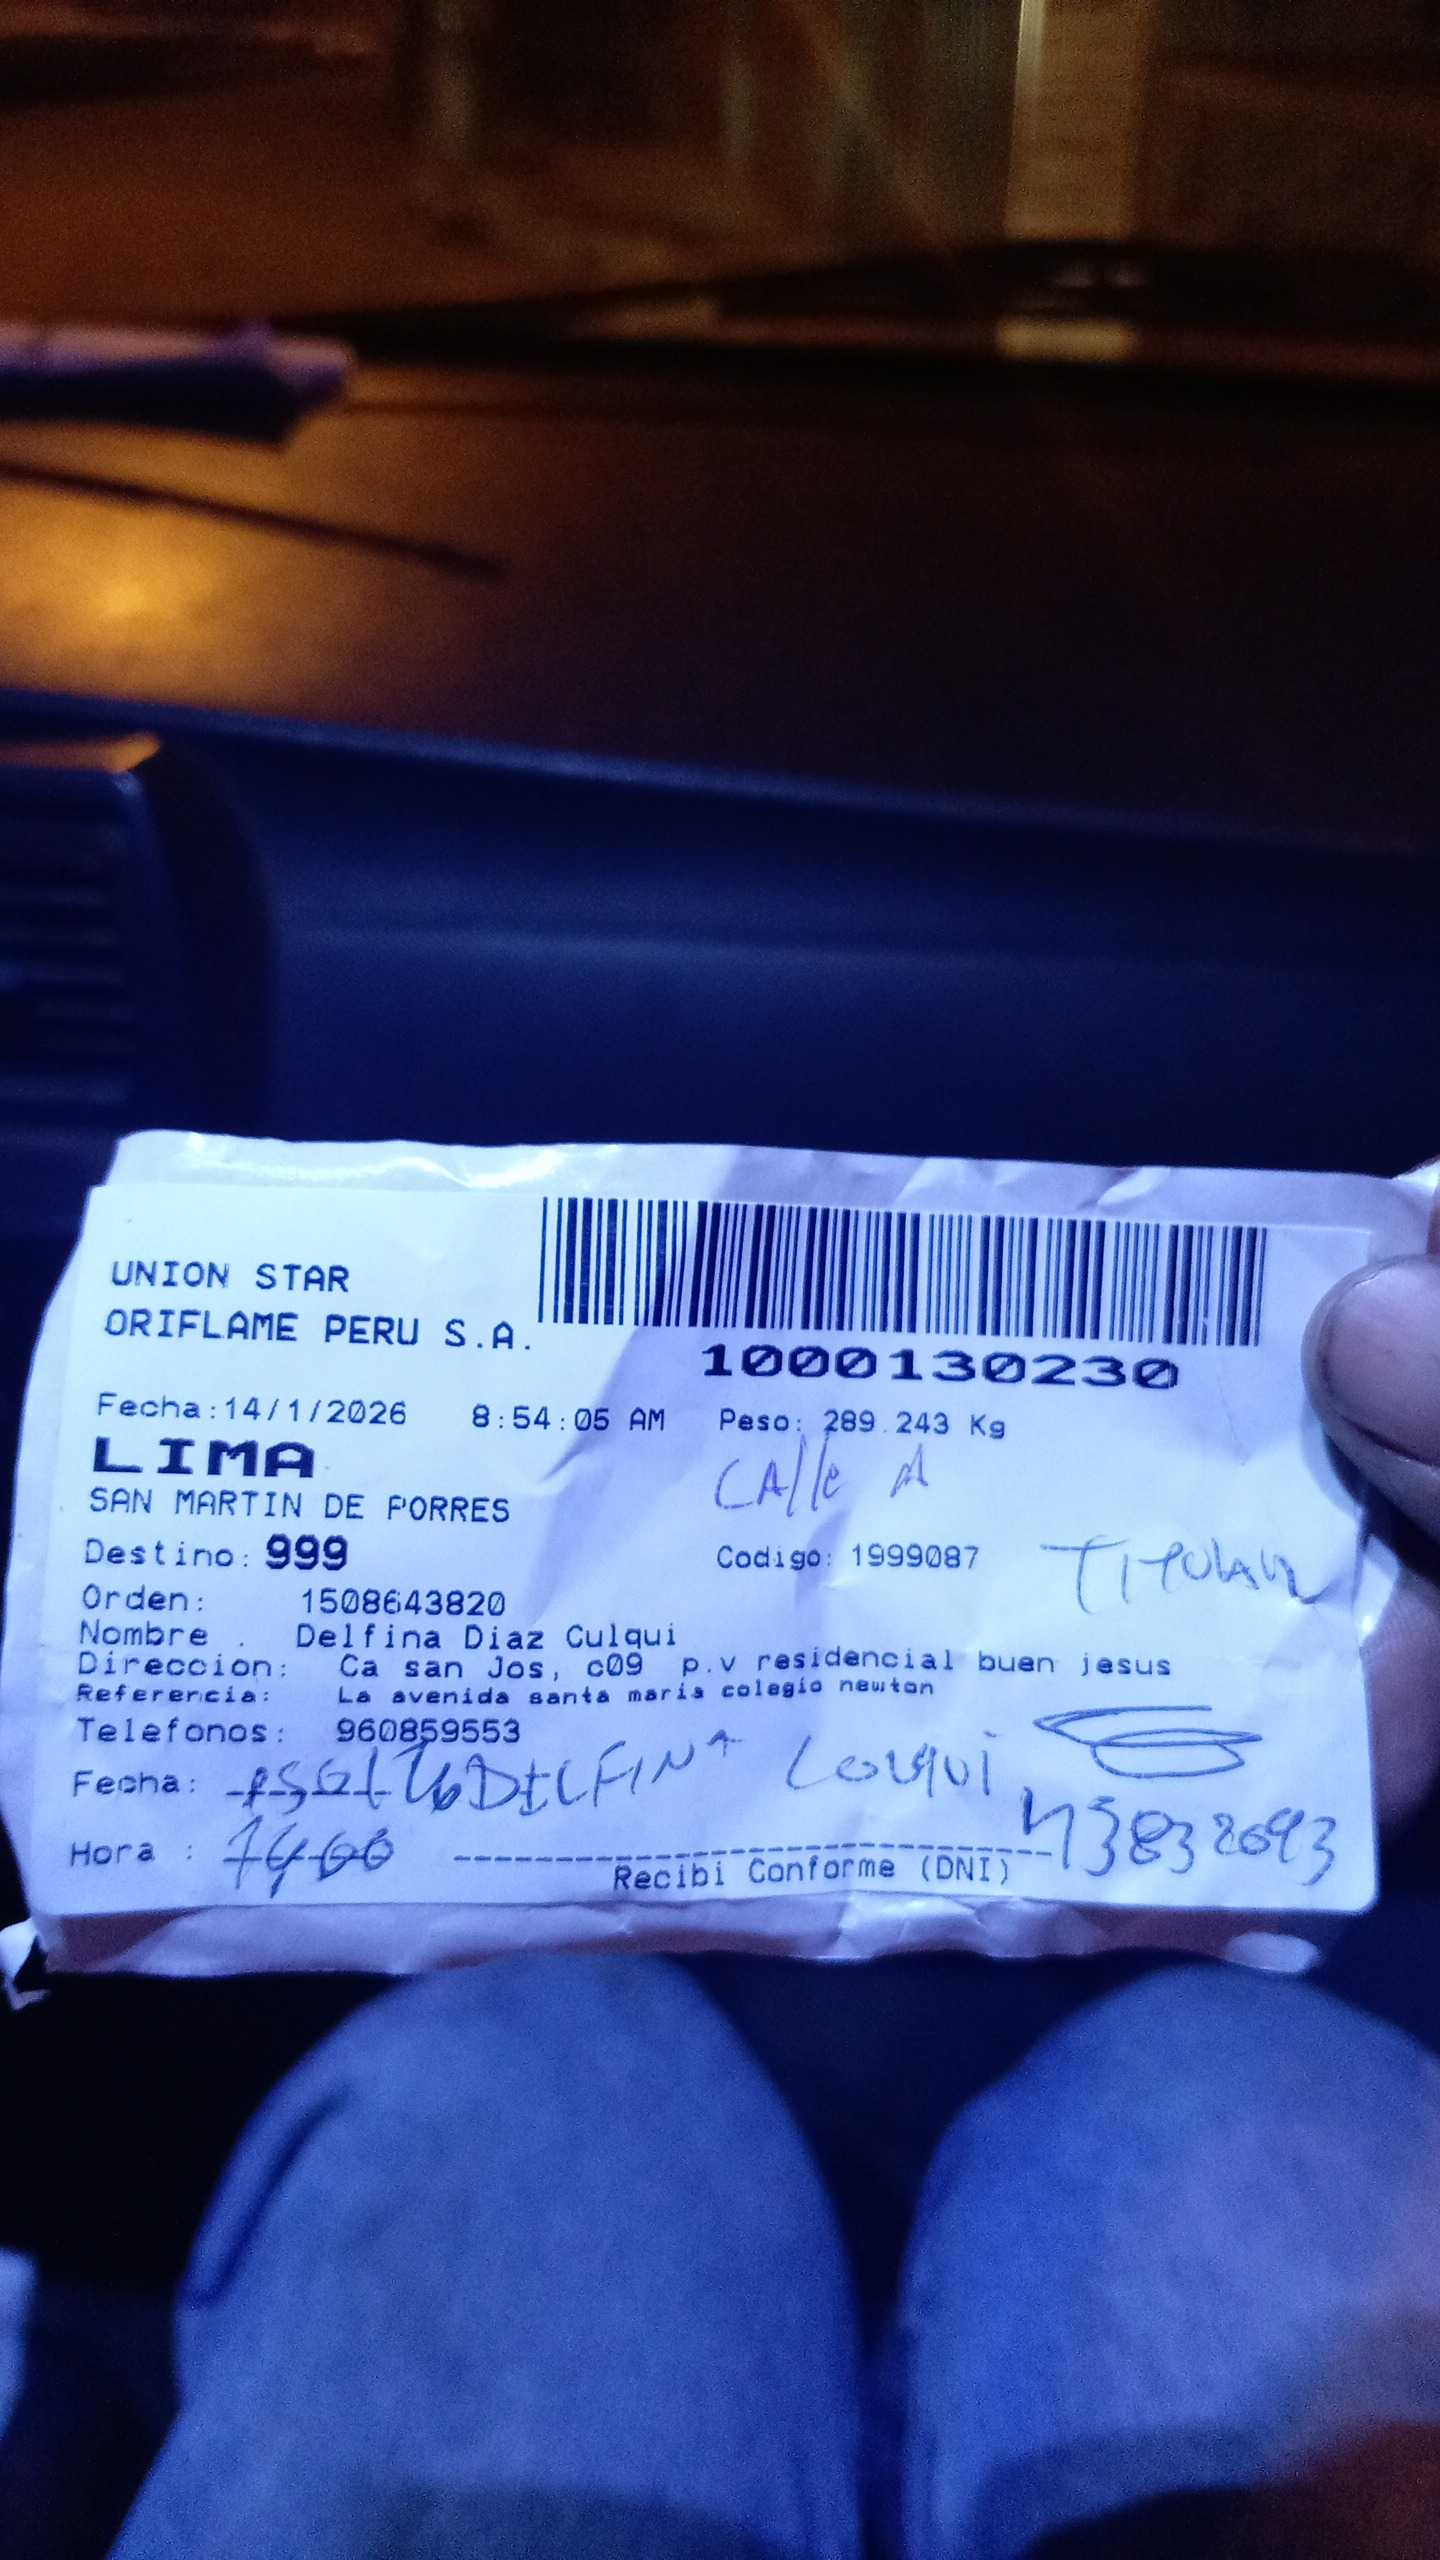 UNION STAR
ORIFLAME PERU S.A.
1000130230
Fecha:14/1/2026 8:54:05 AM Peso: 289.243 Kg
LIMA
CAlle A
SAN MARTIN DE PORRES
Destino: 999 Codigo: 1999087 TITULAR
Orden: 1508643820
Nombre : Delfina Diaz Culqui
Direccion: Ca san Jos, c09 p.v residencial buen jesus
Referencia: La avenida santa maria colegio newton
Telefonos: 960859553
Fecha: DELFINA CULQUI
Hora : 1400
Recibi Conforme (DNI)